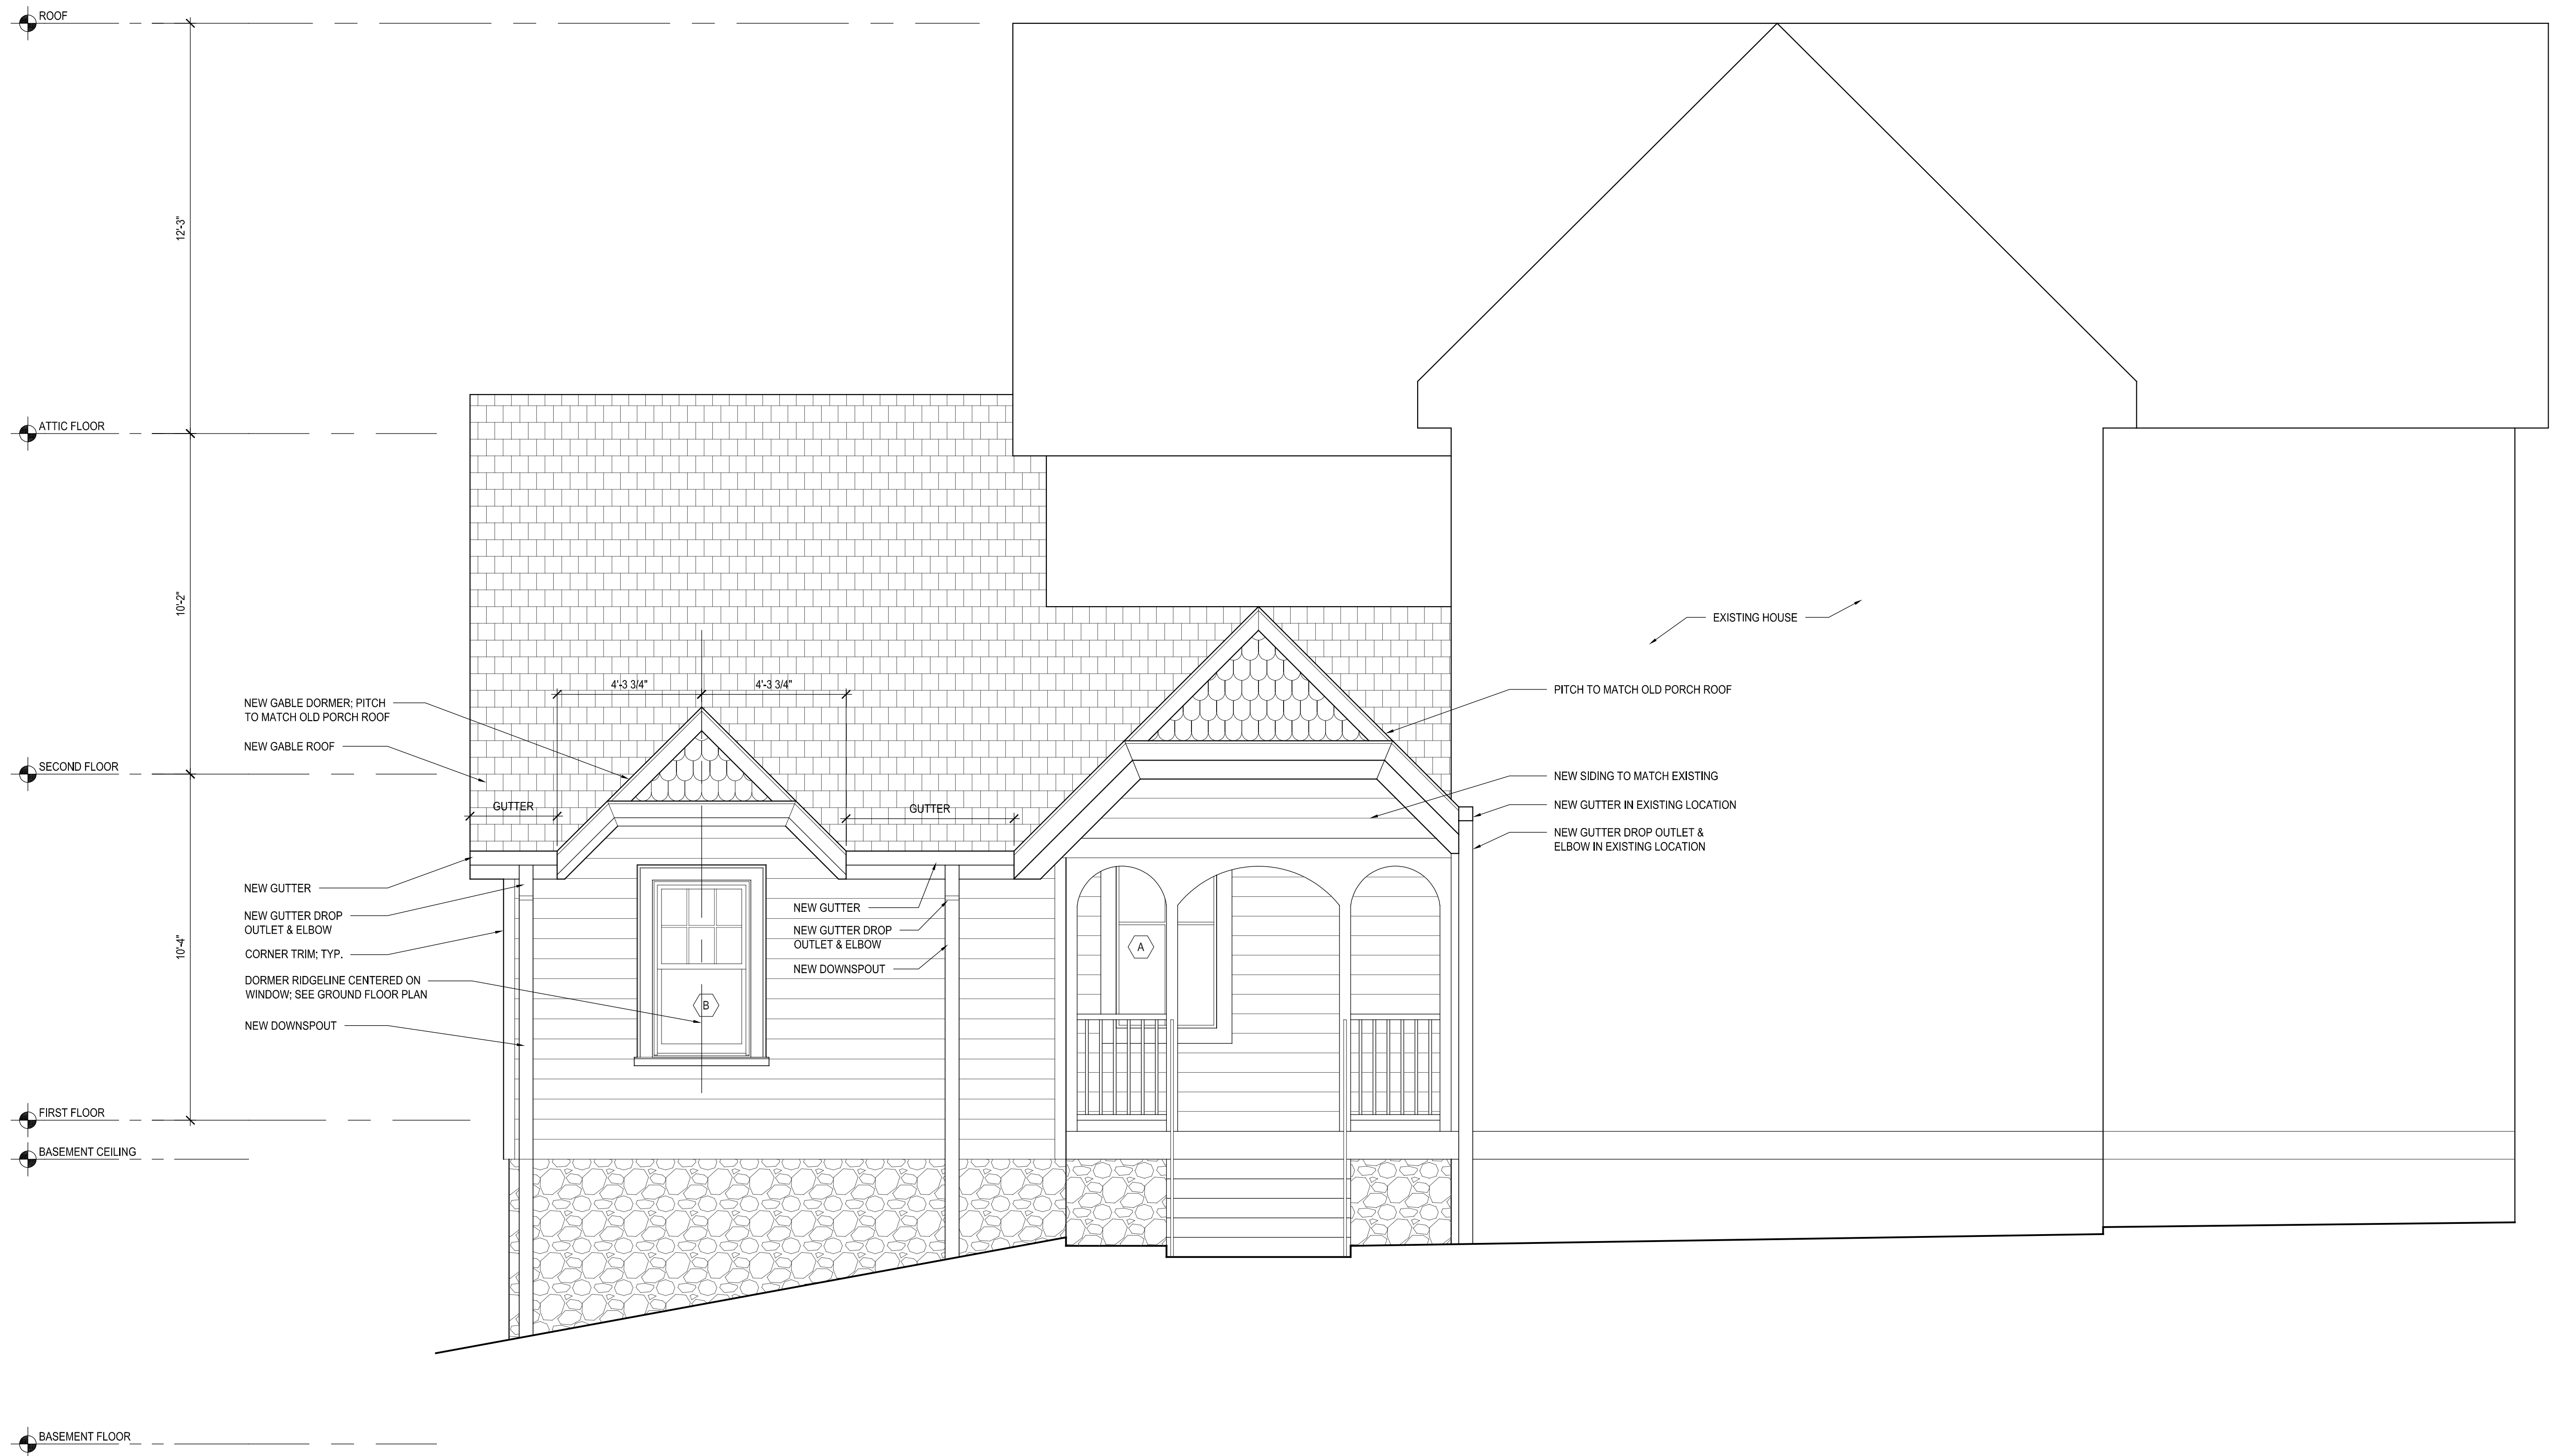 ROOF
12'-3"
ATTIC FLOOR
10'-2"
EXISTING HOUSE
4'-3 3/4"
4'-3 3/4"
NEW GABLE DORMER; PITCH
TO MATCH OLD PORCH ROOF
PITCH TO MATCH OLD PORCH ROOF
NEW GABLE ROOF
SECOND FLOOR
NEW SIDING TO MATCH EXISTING
GUTTER
GUTTER
NEW GUTTER IN EXISTING LOCATION
NEW GUTTER DROP OUTLET &
ELBOW IN EXISTING LOCATION
NEW GUTTER
NEW GUTTER DROP
OUTLET & ELBOW
CORNER TRIM; TYP.
DORMER RIDGELINE CENTERED ON
WINDOW; SEE GROUND FLOOR PLAN
NEW DOWNSPOUT
NEW GUTTER
NEW GUTTER DROP
OUTLET & ELBOW
NEW DOWNSPOUT
A
B
10'-4"
FIRST FLOOR
BASEMENT CEILING
BASEMENT FLOOR